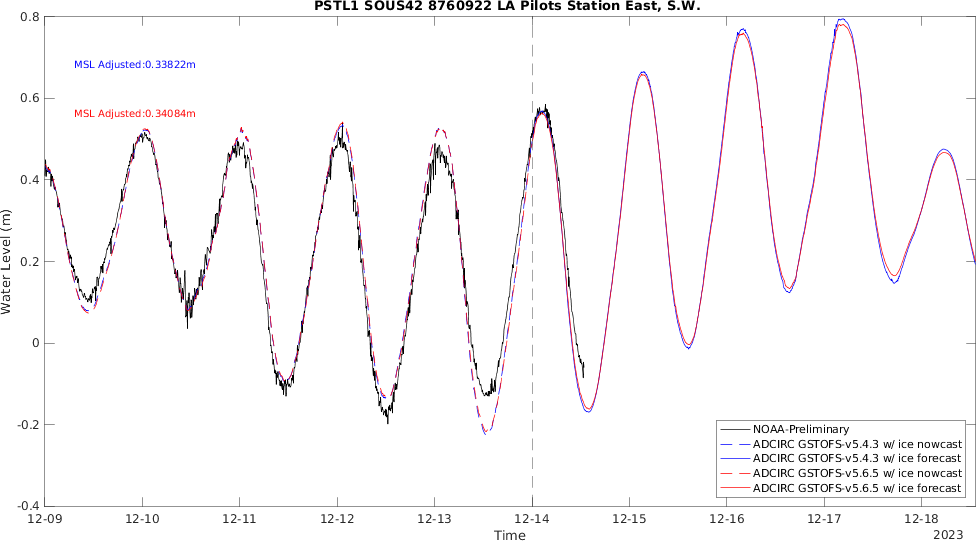 PSTL1 SOUS42 8760922 LA Pilots Station East, S.W.
MSL Adjusted:0.33822m
MSL Adjusted:0.34084m
Water Level (m)
0.8
0.6
0.4
0.2
0
-0.2
-0.4
NOAA-Preliminary
ADCIRC GSTOFS-v5.4.3 w/ ice nowcast
ADCIRC GSTOFS-v5.4.3 w/ ice forecast
ADCIRC GSTOFS-v5.6.5 w/ ice nowcast
ADCIRC GSTOFS-v5.6.5 w/ ice forecast
12-09 12-10 12-11 12-12 12-13 12-14 12-15 12-16 12-17 12-18
Time
2023